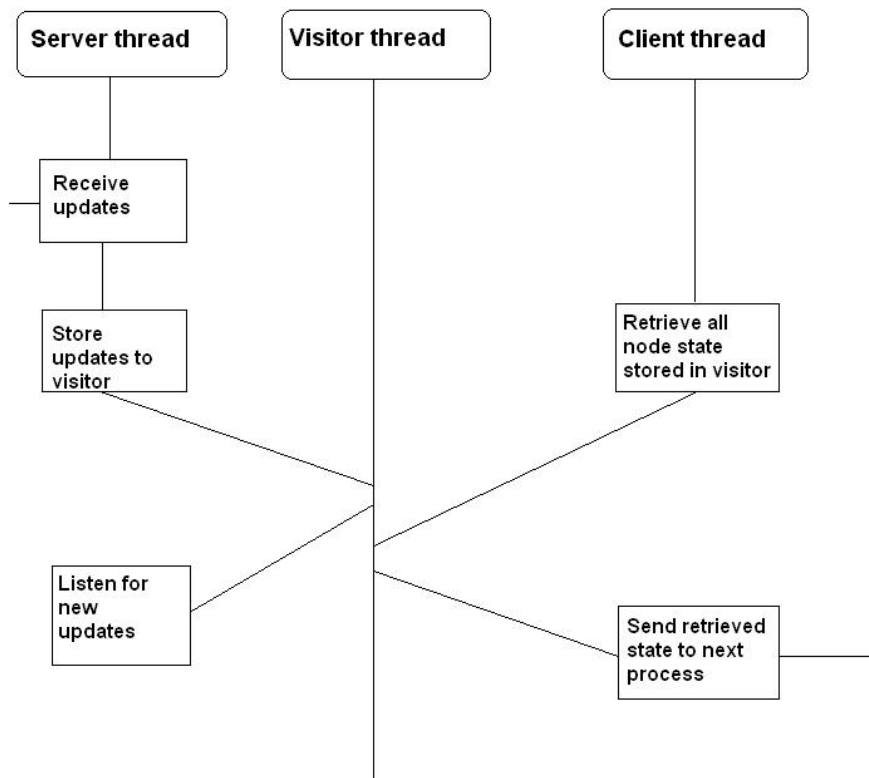 Server thread
Visitor thread
Client thread
Receive
updates
Store
updates to
visitor
Retrieve all
node state
stored in visitor
Listen for
new
updates
Send retrieved
state to next
process